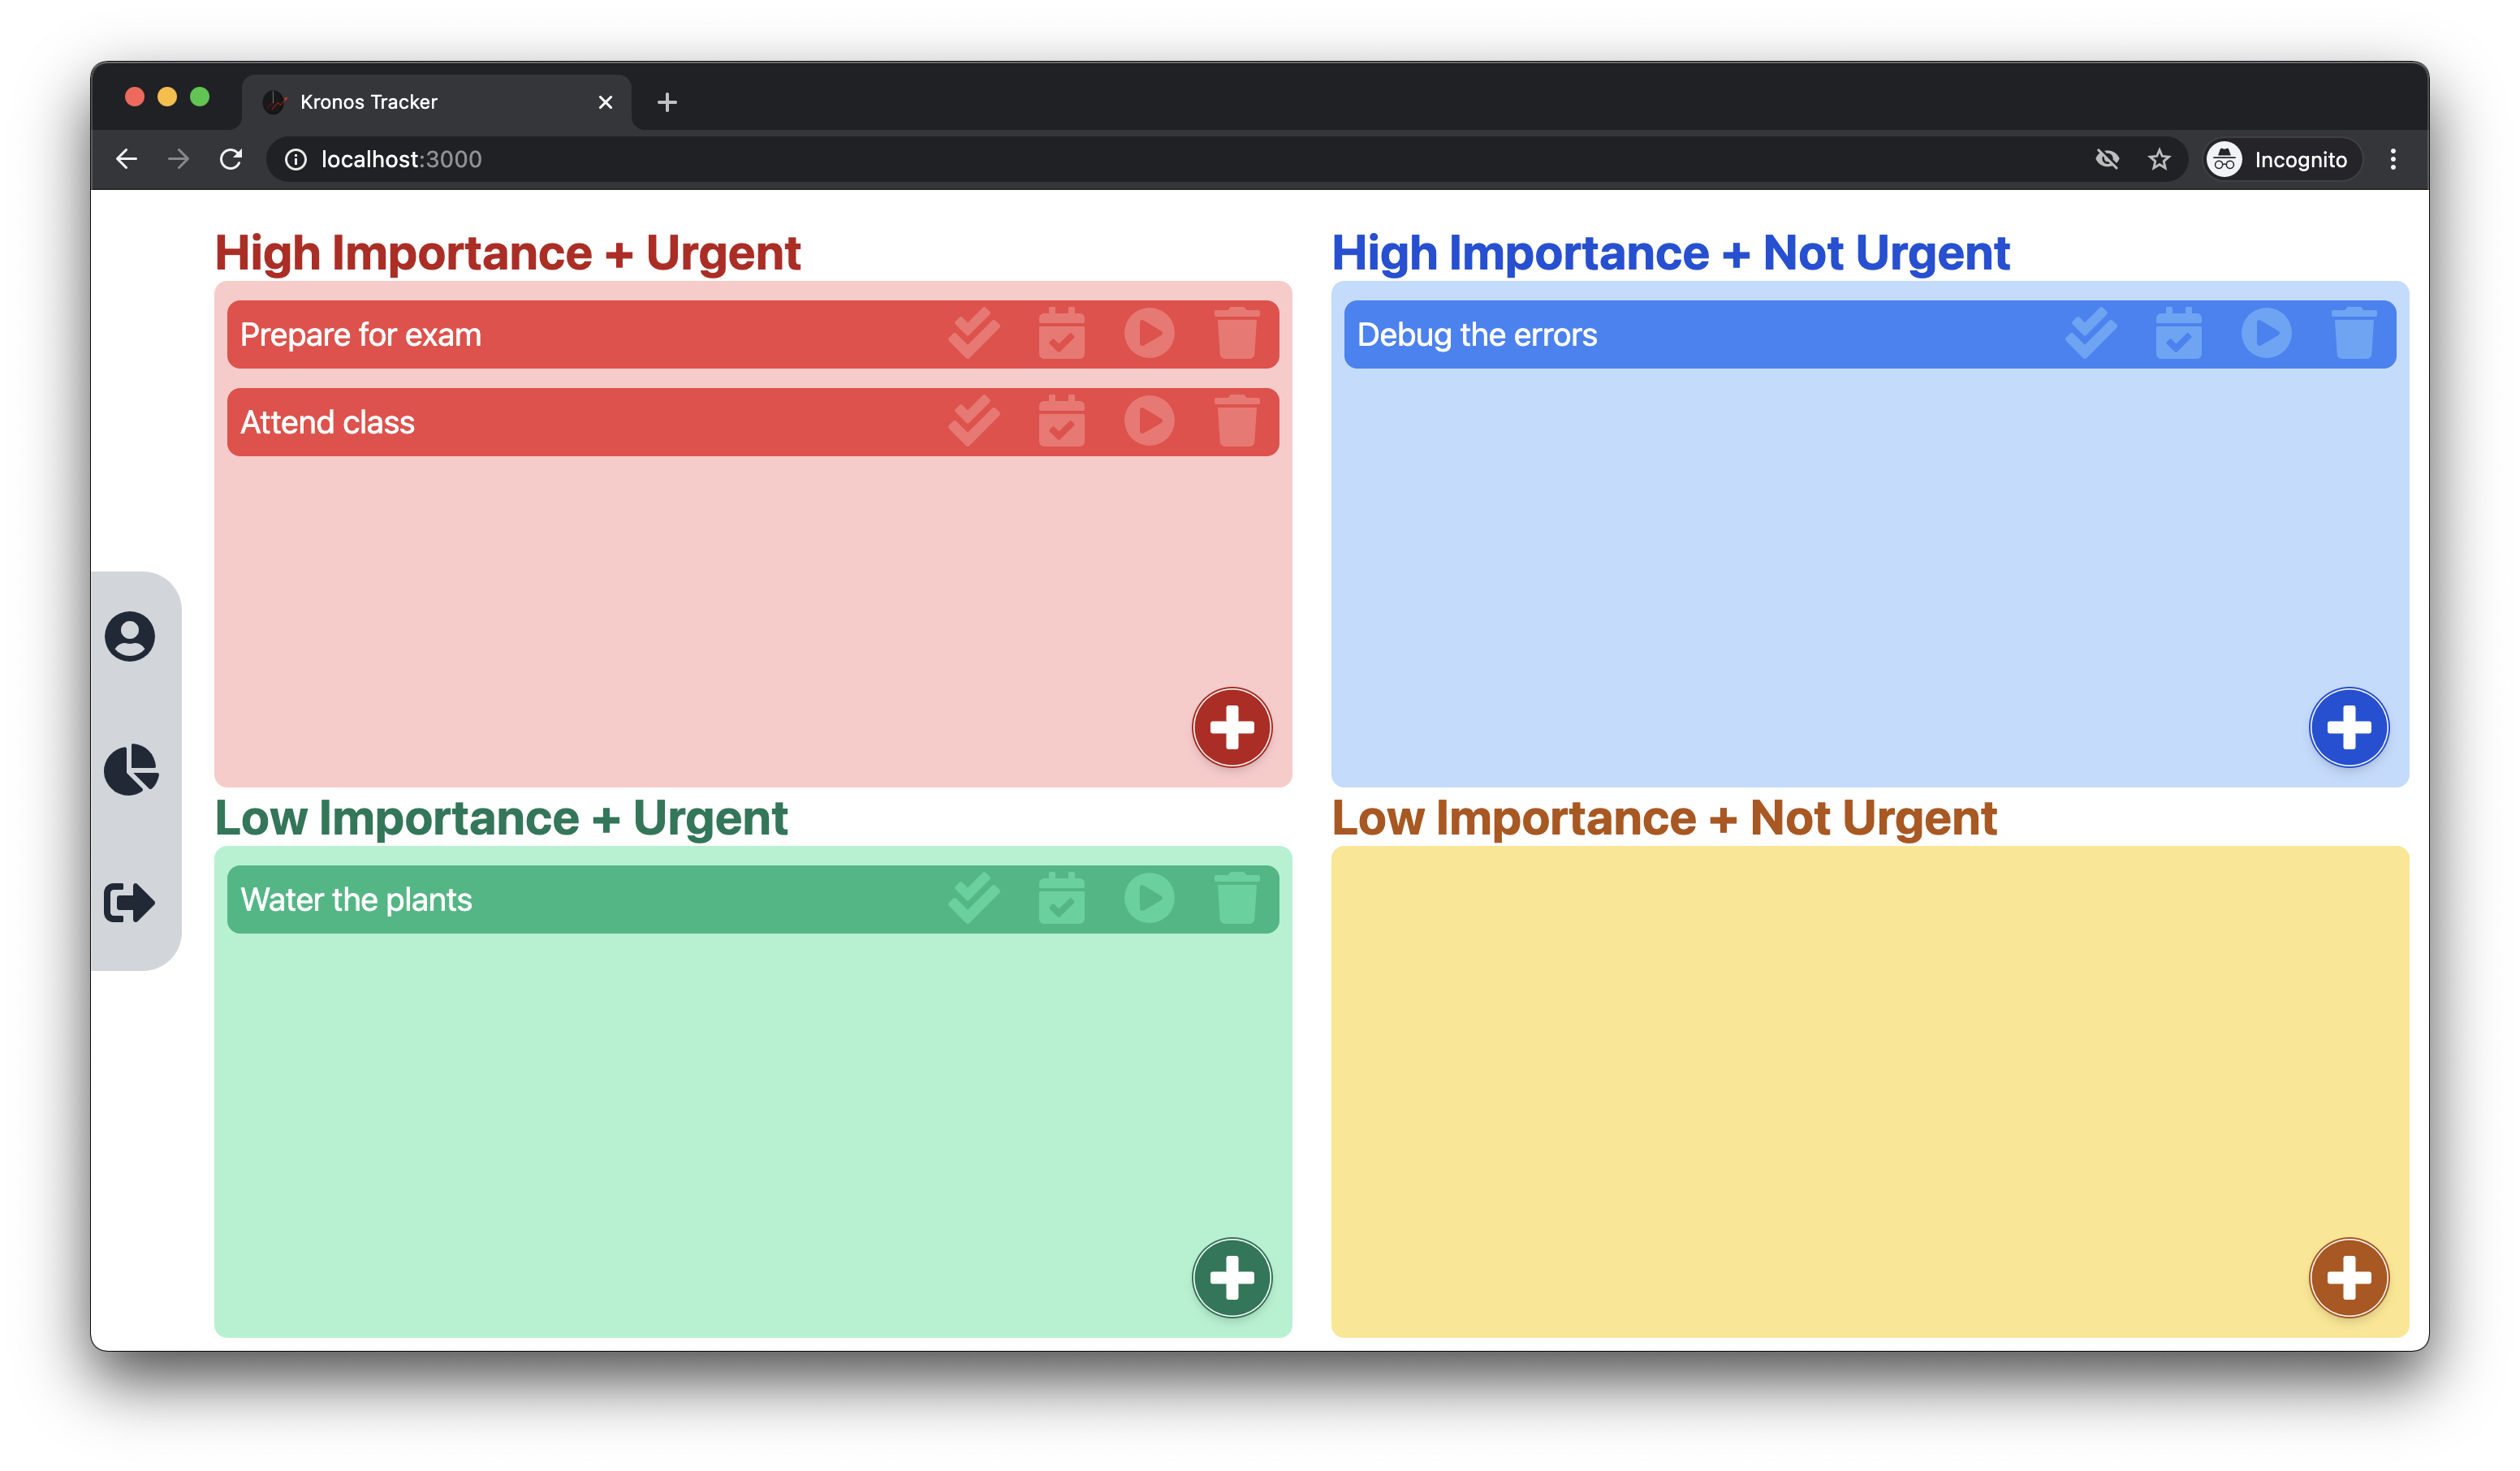 Kronos Tracker
localhost:3000
Incognito
High Importance + Urgent
Prepare for exam
Attend class
High Importance + Not Urgent
Debug the errors
Low Importance + Urgent
Water the plants
Low Importance + Not Urgent